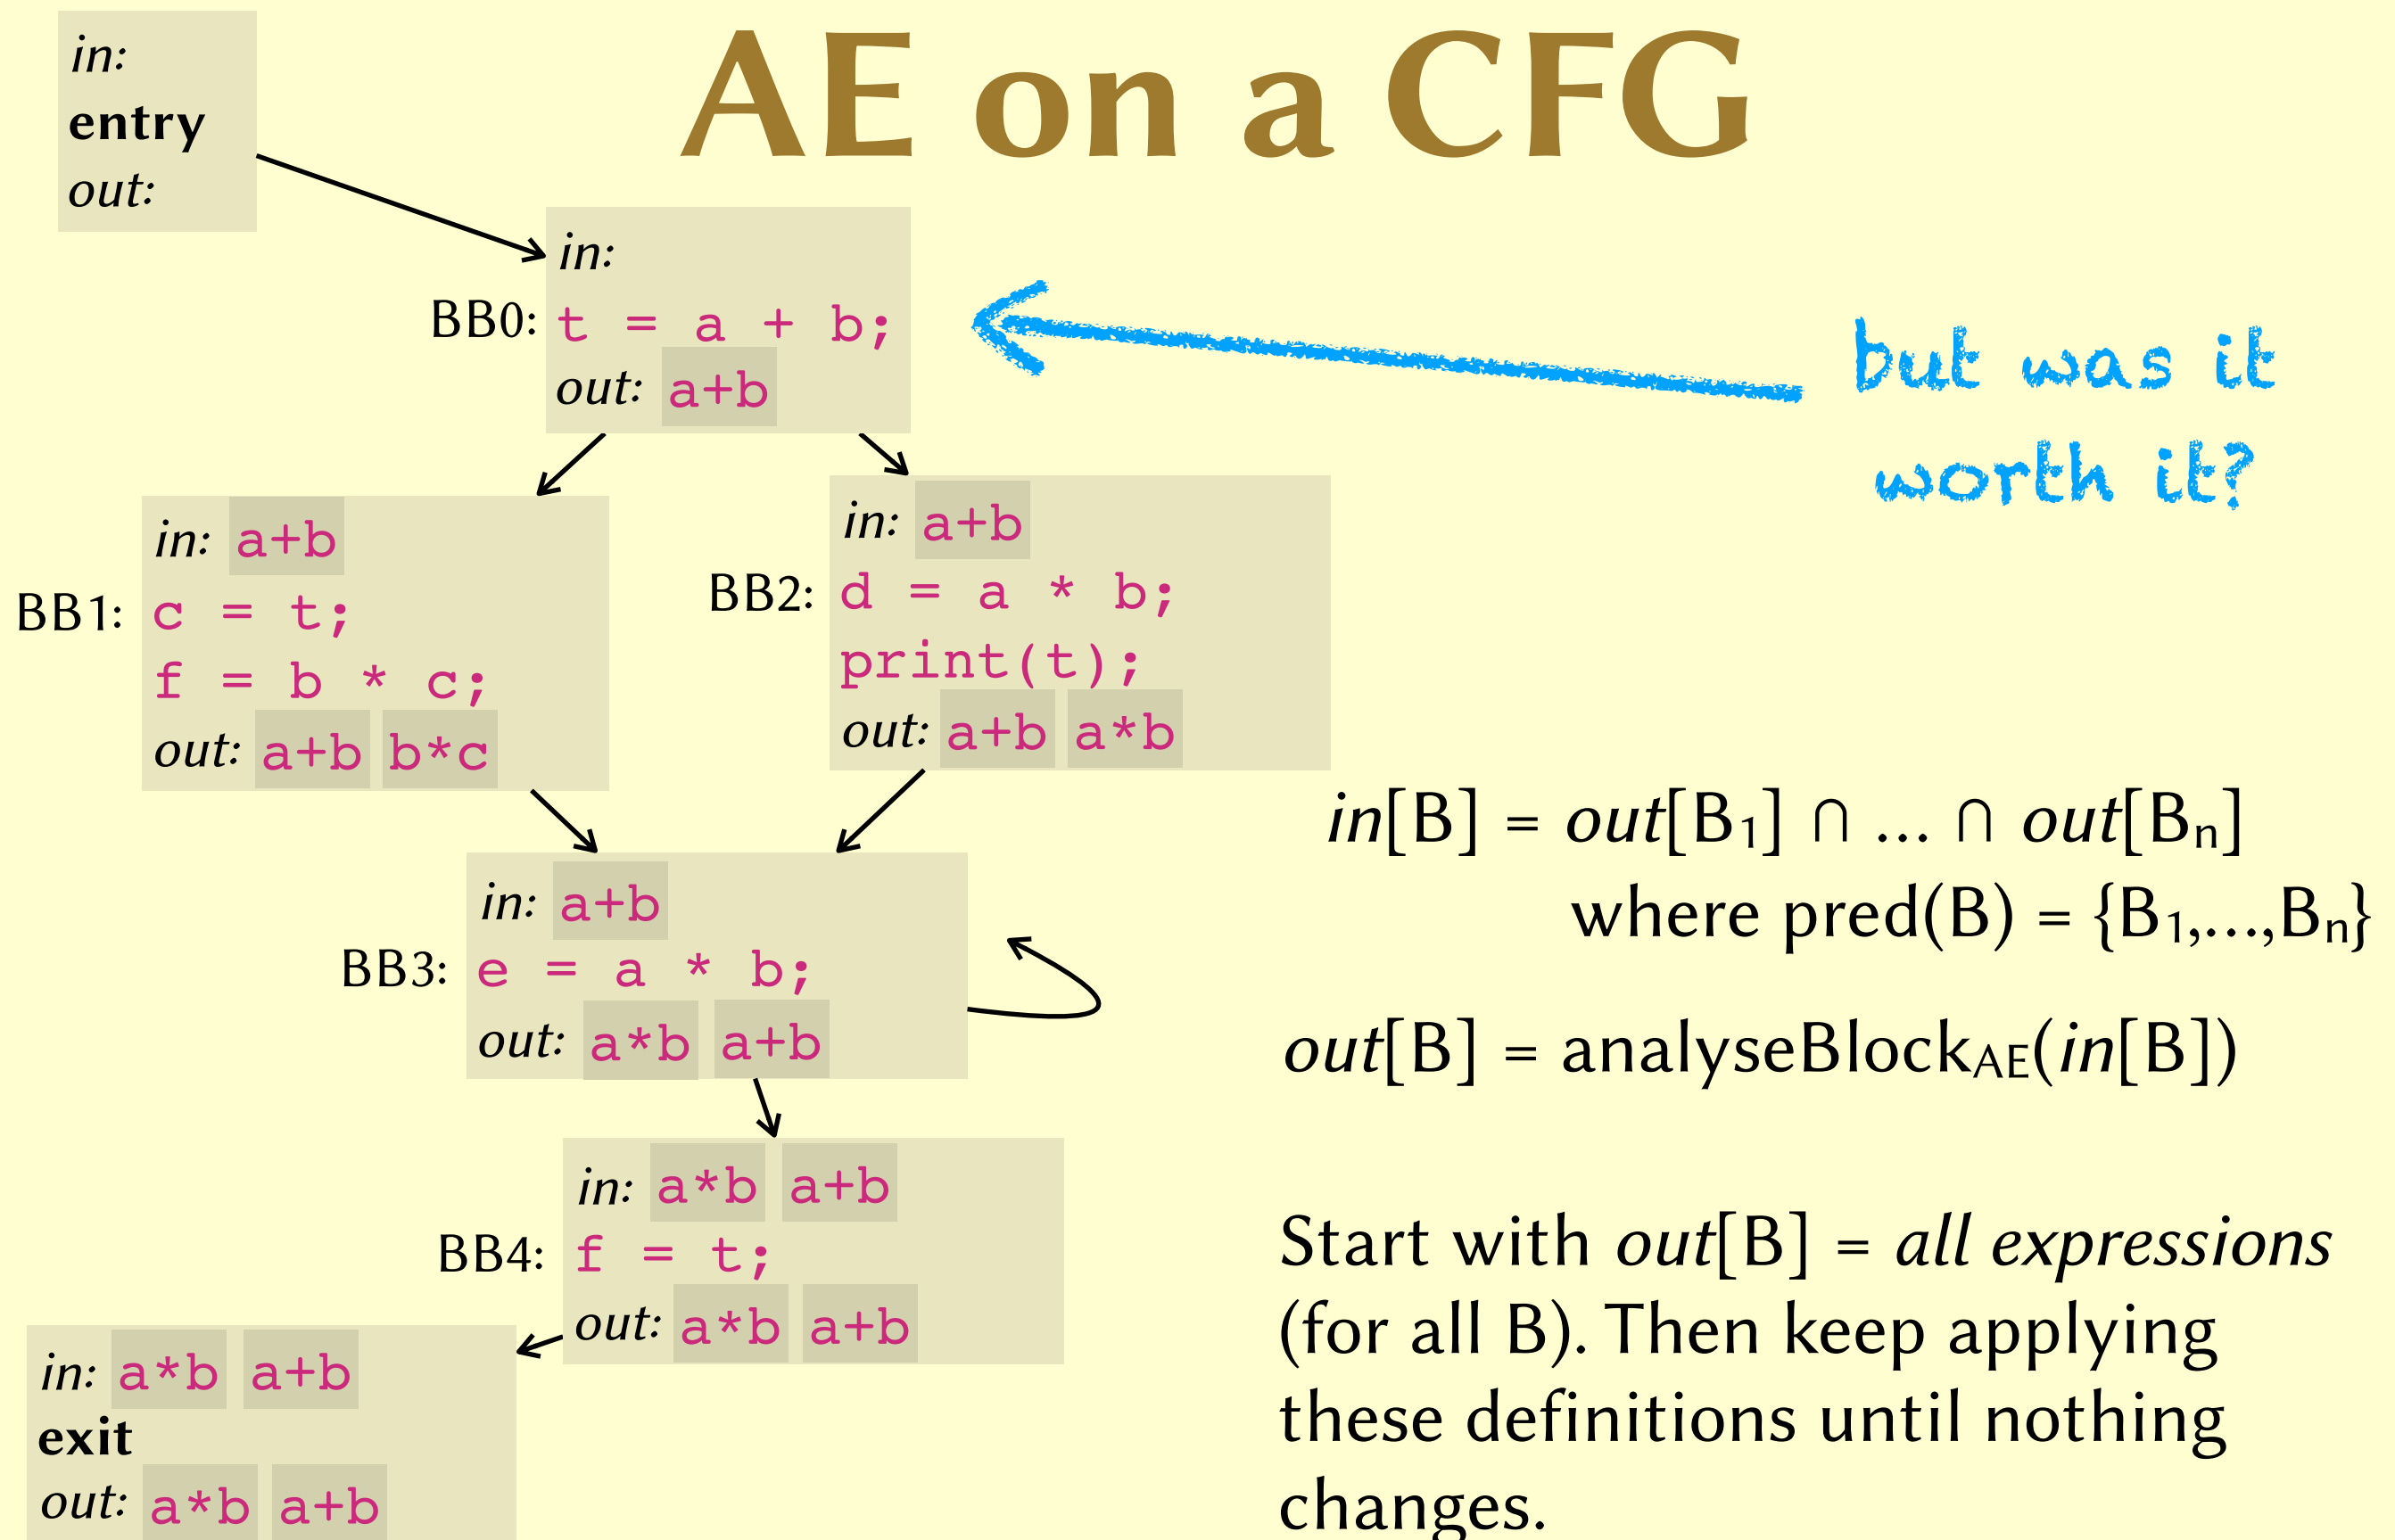 AE on a CFG
in:
entry
out:
in:
BB0: t = a + b;
out: a+b
but was it
worth it?
in: a+b
BB1: c = t;
f = b * c;
out: a+b b*c
in: a+b
BB2: d = a * b;
print(t);
out: a+b a*b
in: a+b
BB3: e = a * b;
out: a*b a+b
in: a*b a+b
BB4: f = t;
out: a*b a+b
in: a*b a+b
exit
out: a*b a+b
in[B] = out[B₁] ∩ … ∩ out[Bₙ]
where pred(B) = {B₁,…,Bₙ}
out[B] = analyseBlockAE(in[B])
Start with out[B] = all expressions
(for all B). Then keep applying
these definitions until nothing
changes.